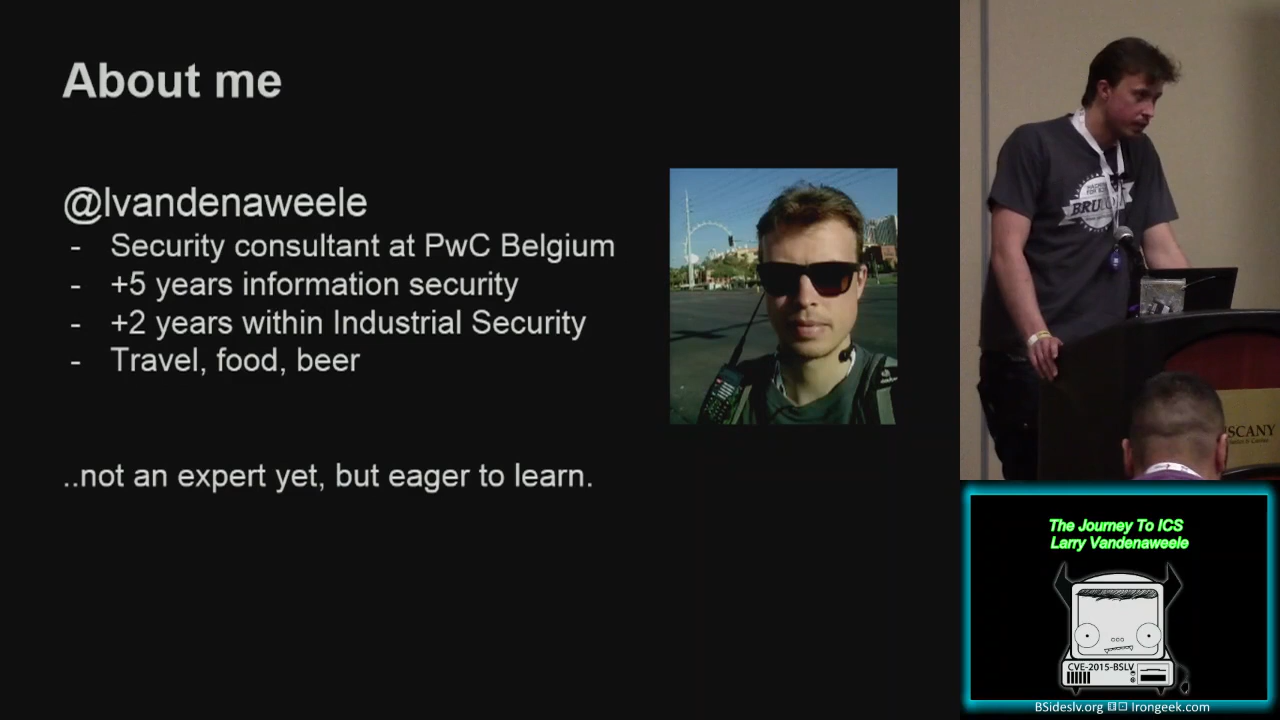 About me
@lvandenaweele
- Security consultant at PwC Belgium
- +5 years information security
- +2 years within Industrial Security
- Travel, food, beer
..not an expert yet, but eager to learn.
BRU
SCANY
The Journey To ICS
Larry Vandenaweele
CVE-2015-BSLV
BSideslv.org Irongeek.com